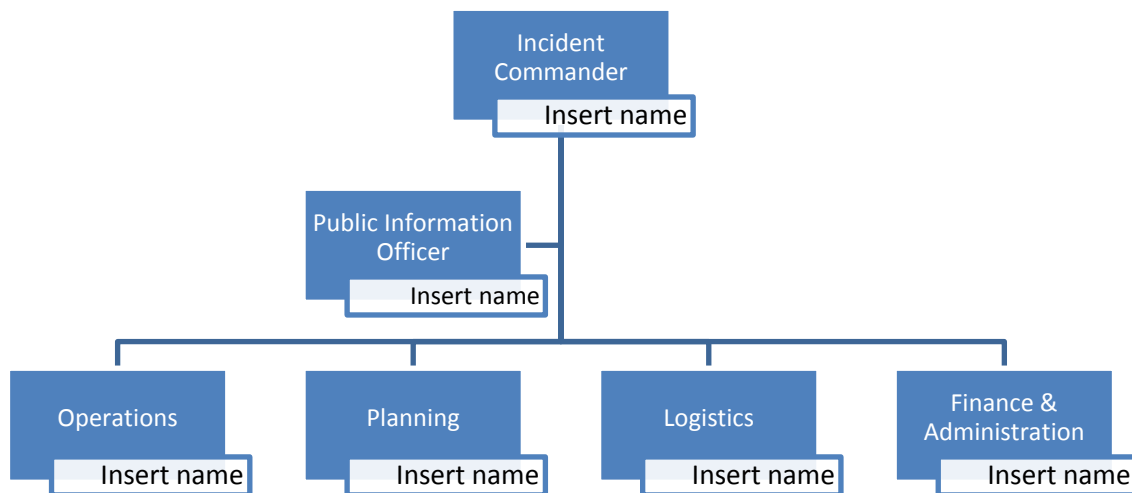 Incident
Commander
Insert name
Public Information
Officer
Insert name
Operations
Insert name
Planning
Insert name
Logistics
Insert name
Finance &
Administration
Insert name